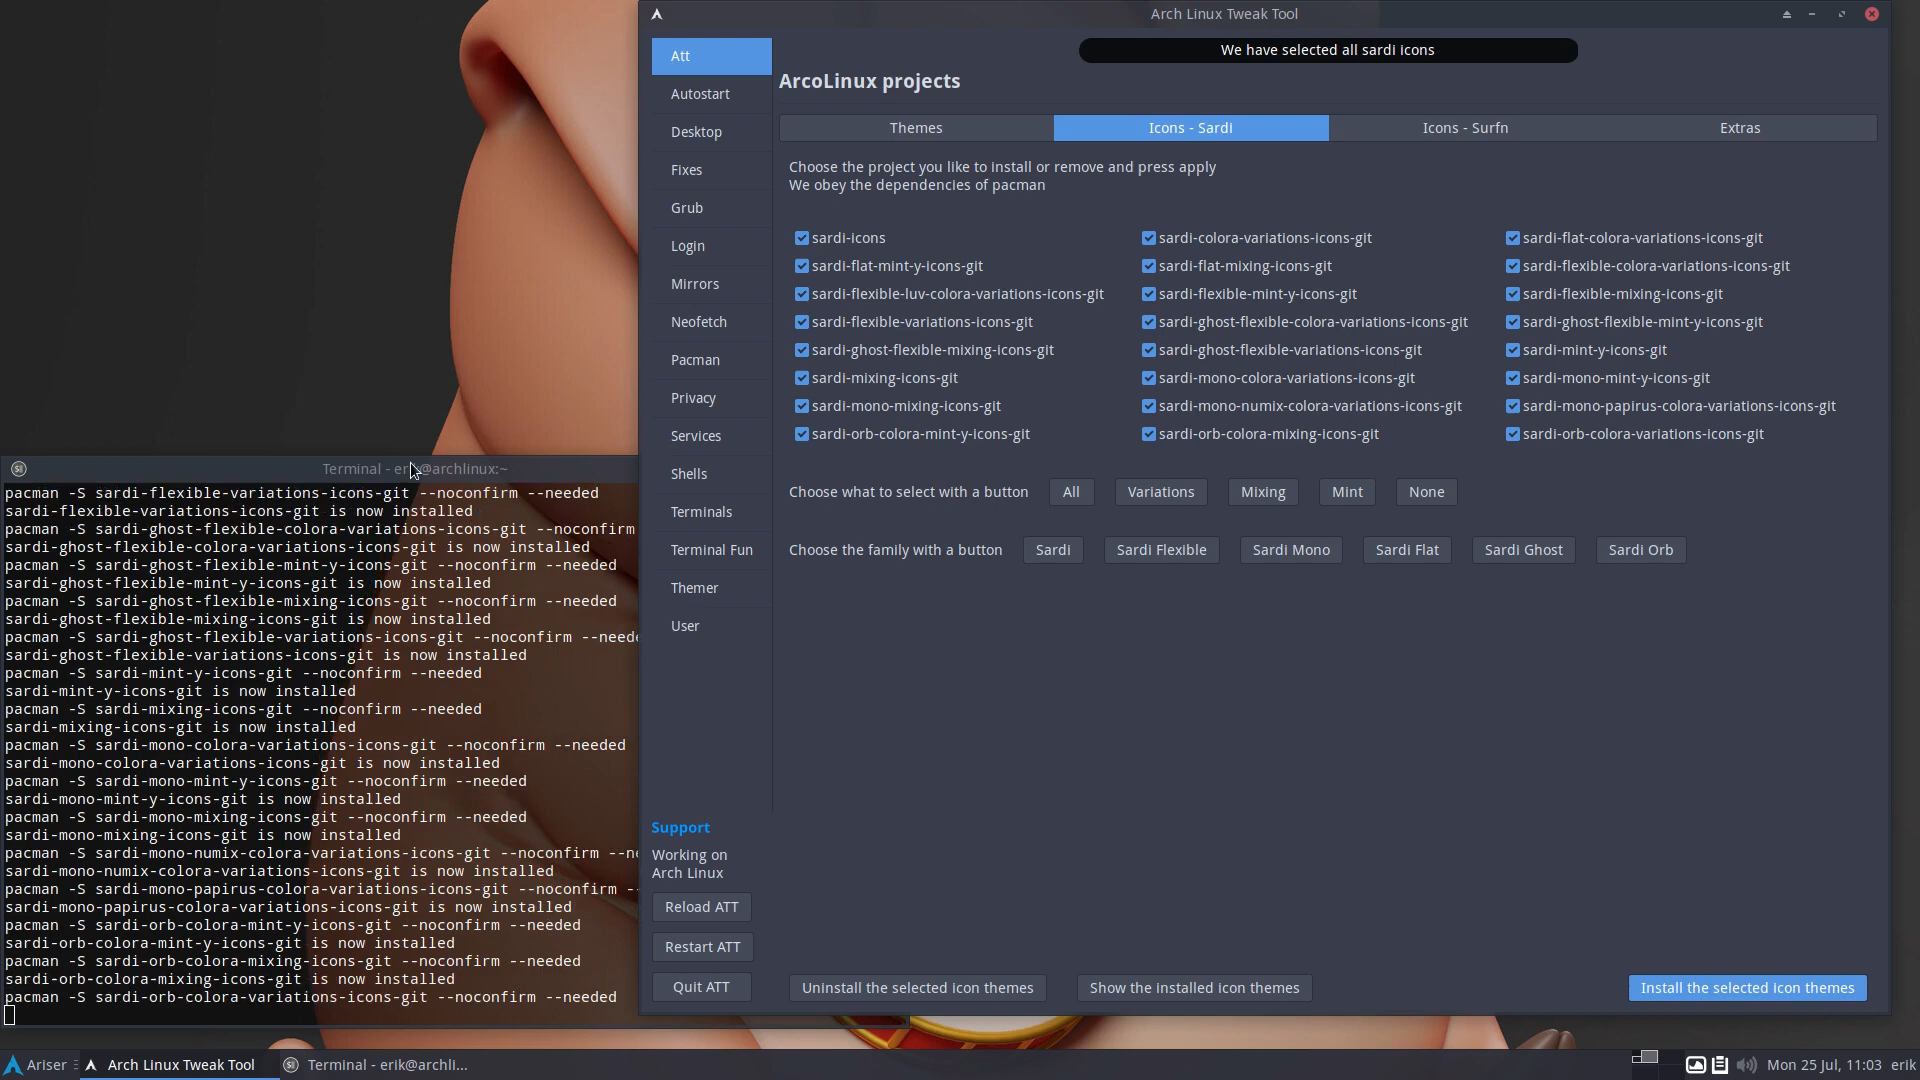 Arch Linux Tweak Tool
Att
Autostart
Desktop
Fixes
Grub
Login
Mirrors
Neofetch
Pacman
Privacy
Services
Shells
Terminals
Terminal Fun
Themer
User
Support
Working on
Arch Linux
Reload ATT
Restart ATT
Quit ATT
We have selected all sardi icons
ArcoLinux projects
Themes
Icons - Sardi
Icons - Surfn
Extras
Choose the project you like to install or remove and press apply
We obey the dependencies of pacman
sardi-icons sardi-colora-variations-icons-git sardi-flat-colora-variations-icons-git
sardi-flat-mint-y-icons-git sardi-flat-mixing-icons-git sardi-flexible-colora-variations-icons-git
sardi-flexible-luv-colora-variations-icons-git sardi-flexible-mint-y-icons-git sardi-flexible-mixing-icons-git
sardi-flexible-variations-icons-git sardi-ghost-flexible-colora-variations-icons-git sardi-ghost-flexible-mint-y-icons-git
sardi-ghost-flexible-mixing-icons-git sardi-ghost-flexible-variations-icons-git sardi-mint-y-icons-git
sardi-mixing-icons-git sardi-mono-colora-variations-icons-git sardi-mono-mint-y-icons-git
sardi-mono-mixing-icons-git sardi-mono-numix-colora-variations-icons-git sardi-mono-papirus-colora-variations-icons-git
sardi-orb-colora-mint-y-icons-git sardi-orb-colora-mixing-icons-git sardi-orb-colora-variations-icons-git
Choose what to select with a button All Variations Mixing Mint None
Choose the family with a button Sardi Sardi Flexible Sardi Mono Sardi Flat Sardi Ghost Sardi Orb
Uninstall the selected icon themes Show the installed icon themes Install the selected icon themes
Terminal - erik@archlinux:~
pacman -S sardi-flexible-variations-icons-git --noconfirm --needed
sardi-flexible-variations-icons-git is now installed
pacman -S sardi-ghost-flexible-colora-variations-icons-git --noconfirm
sardi-ghost-flexible-colora-variations-icons-git is now installed
pacman -S sardi-ghost-flexible-mint-y-icons-git --noconfirm --needed
sardi-ghost-flexible-mint-y-icons-git is now installed
pacman -S sardi-ghost-flexible-mixing-icons-git --noconfirm --needed
sardi-ghost-flexible-mixing-icons-git is now installed
pacman -S sardi-ghost-flexible-variations-icons-git --noconfirm --neede
sardi-ghost-flexible-variations-icons-git is now installed
pacman -S sardi-mint-y-icons-git --noconfirm --needed
sardi-mint-y-icons-git is now installed
pacman -S sardi-mixing-icons-git --noconfirm --needed
sardi-mixing-icons-git is now installed
pacman -S sardi-mono-colora-variations-icons-git --noconfirm --needed
sardi-mono-colora-variations-icons-git is now installed
pacman -S sardi-mono-mint-y-icons-git --noconfirm --needed
sardi-mono-mint-y-icons-git is now installed
pacman -S sardi-mono-mixing-icons-git --noconfirm --needed
sardi-mono-mixing-icons-git is now installed
pacman -S sardi-mono-numix-colora-variations-icons-git --noconfirm --ne
sardi-mono-numix-colora-variations-icons-git is now installed
pacman -S sardi-mono-papirus-colora-variations-icons-git --noconfirm --
sardi-mono-papirus-colora-variations-icons-git is now installed
pacman -S sardi-orb-colora-mint-y-icons-git --noconfirm --needed
sardi-orb-colora-mint-y-icons-git is now installed
pacman -S sardi-orb-colora-mixing-icons-git --noconfirm --needed
sardi-orb-colora-mixing-icons-git is now installed
pacman -S sardi-orb-colora-variations-icons-git --noconfirm --needed
Ariser Arch Linux Tweak Tool Terminal - erik@archli... Mon 25 Jul, 11:03 erik